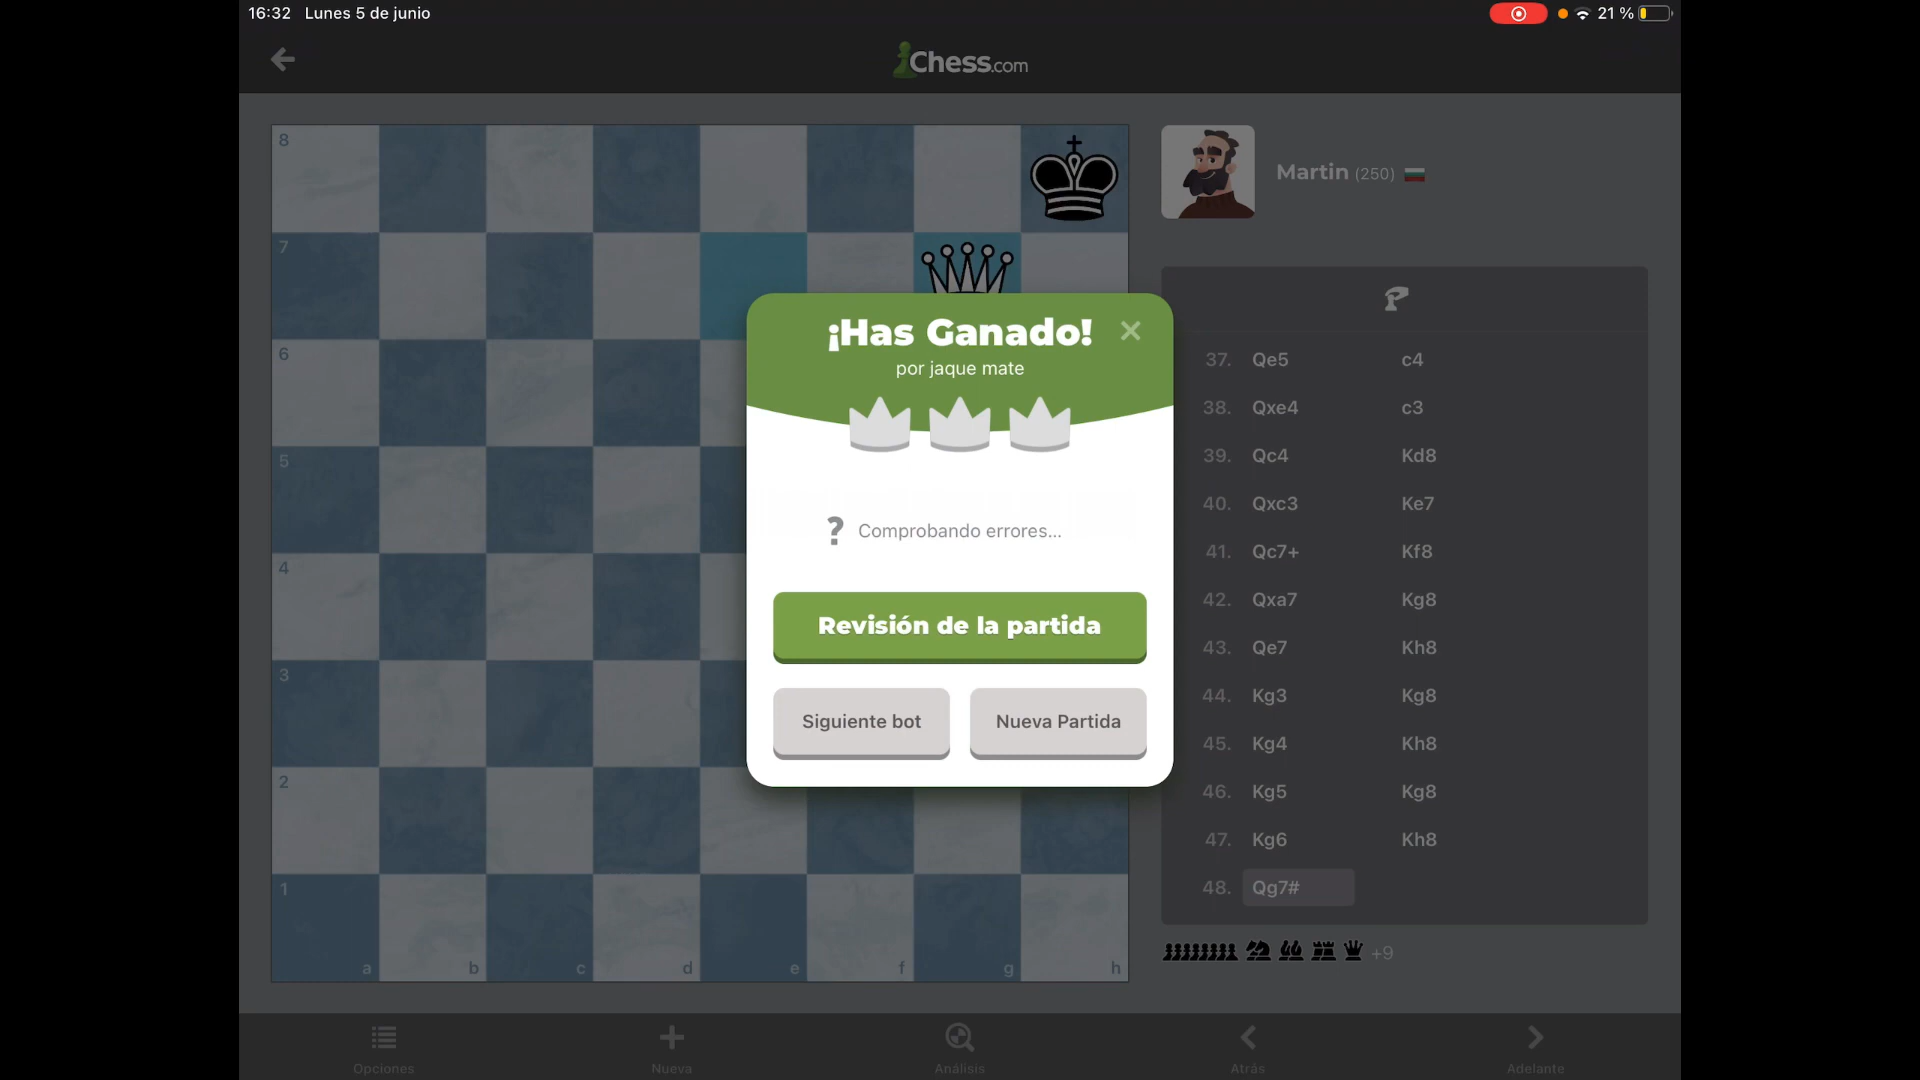 16:32 Lunes 5 de junio
21 %
Chess.com
Martin (250)
8
7
6
5
4
3
2
1
a b c d e f g h
¡Has Ganado!
por jaque mate
? Comprobando errores...
Revisión de la partida
Siguiente bot
Nueva Partida
37. Qe5 c4
38. Qxe4 c3
39. Qc4 Kd8
40. Qxc3 Ke7
41. Qc7+ Kf8
42. Qxa7 Kg8
43. Qe7 Kh8
44. Kg3 Kg8
45. Kg4 Kh8
46. Kg5 Kg8
47. Kg6 Kh8
48. Qg7#
+9
Opciones
Nueva
Análisis
Atrás
Adelante